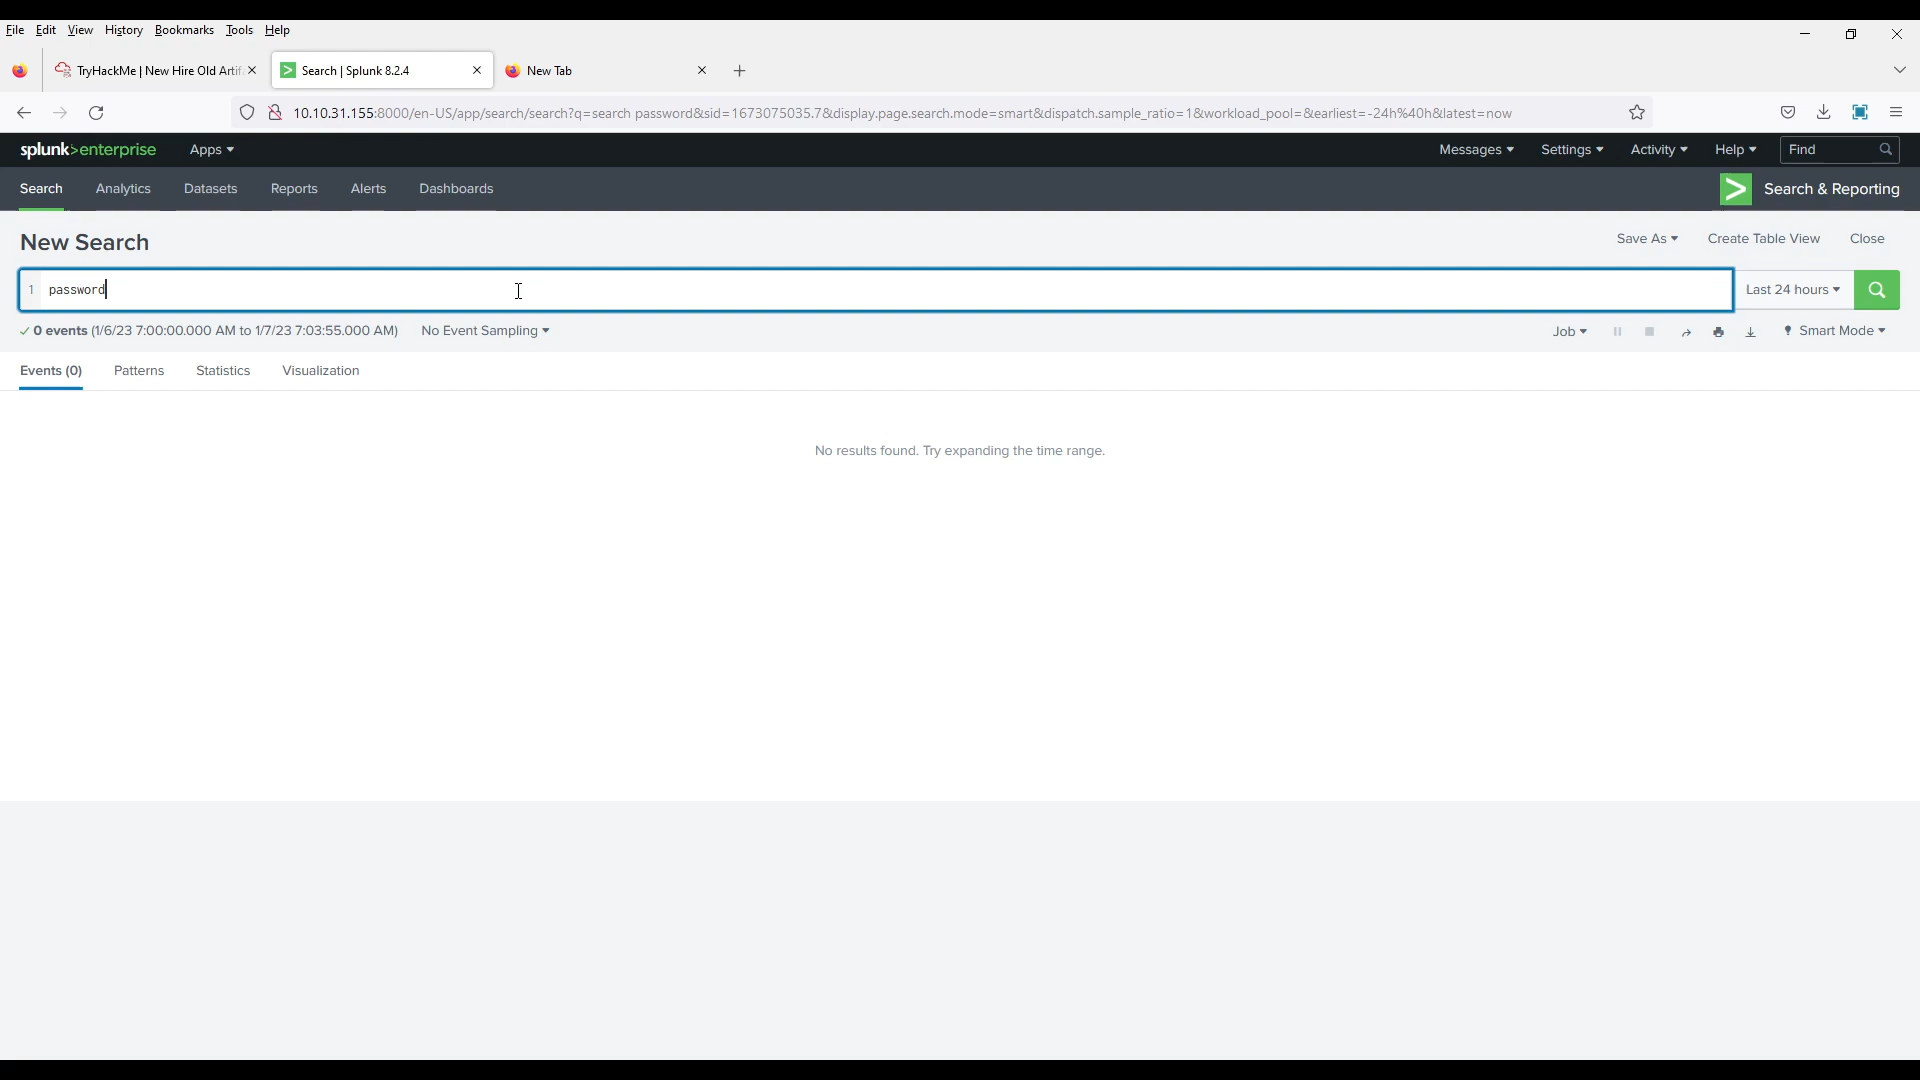 File Edit View History Bookmarks Tools Help
TryHackMe | New Hire Old Artif
Search | Splunk 8.2.4
New Tab
10.10.31.155:8000/en-US/app/search/search?q=search password&sid=1673075035.7&display.page.search.mode=smart&dispatch.sample_ratio=1&workload_pool=&earliest=-24h%40h&latest=now
splunk>enterprise Apps Messages Settings Activity Help Find
Search Analytics Datasets Reports Alerts Dashboards Search & Reporting
New Search Save As Create Table View Close
1 password Last 24 hours
0 events (1/6/23 7:00:00.000 AM to 1/7/23 7:03:55.000 AM) No Event Sampling Job Smart Mode
Events (0) Patterns Statistics Visualization
No results found. Try expanding the time range.